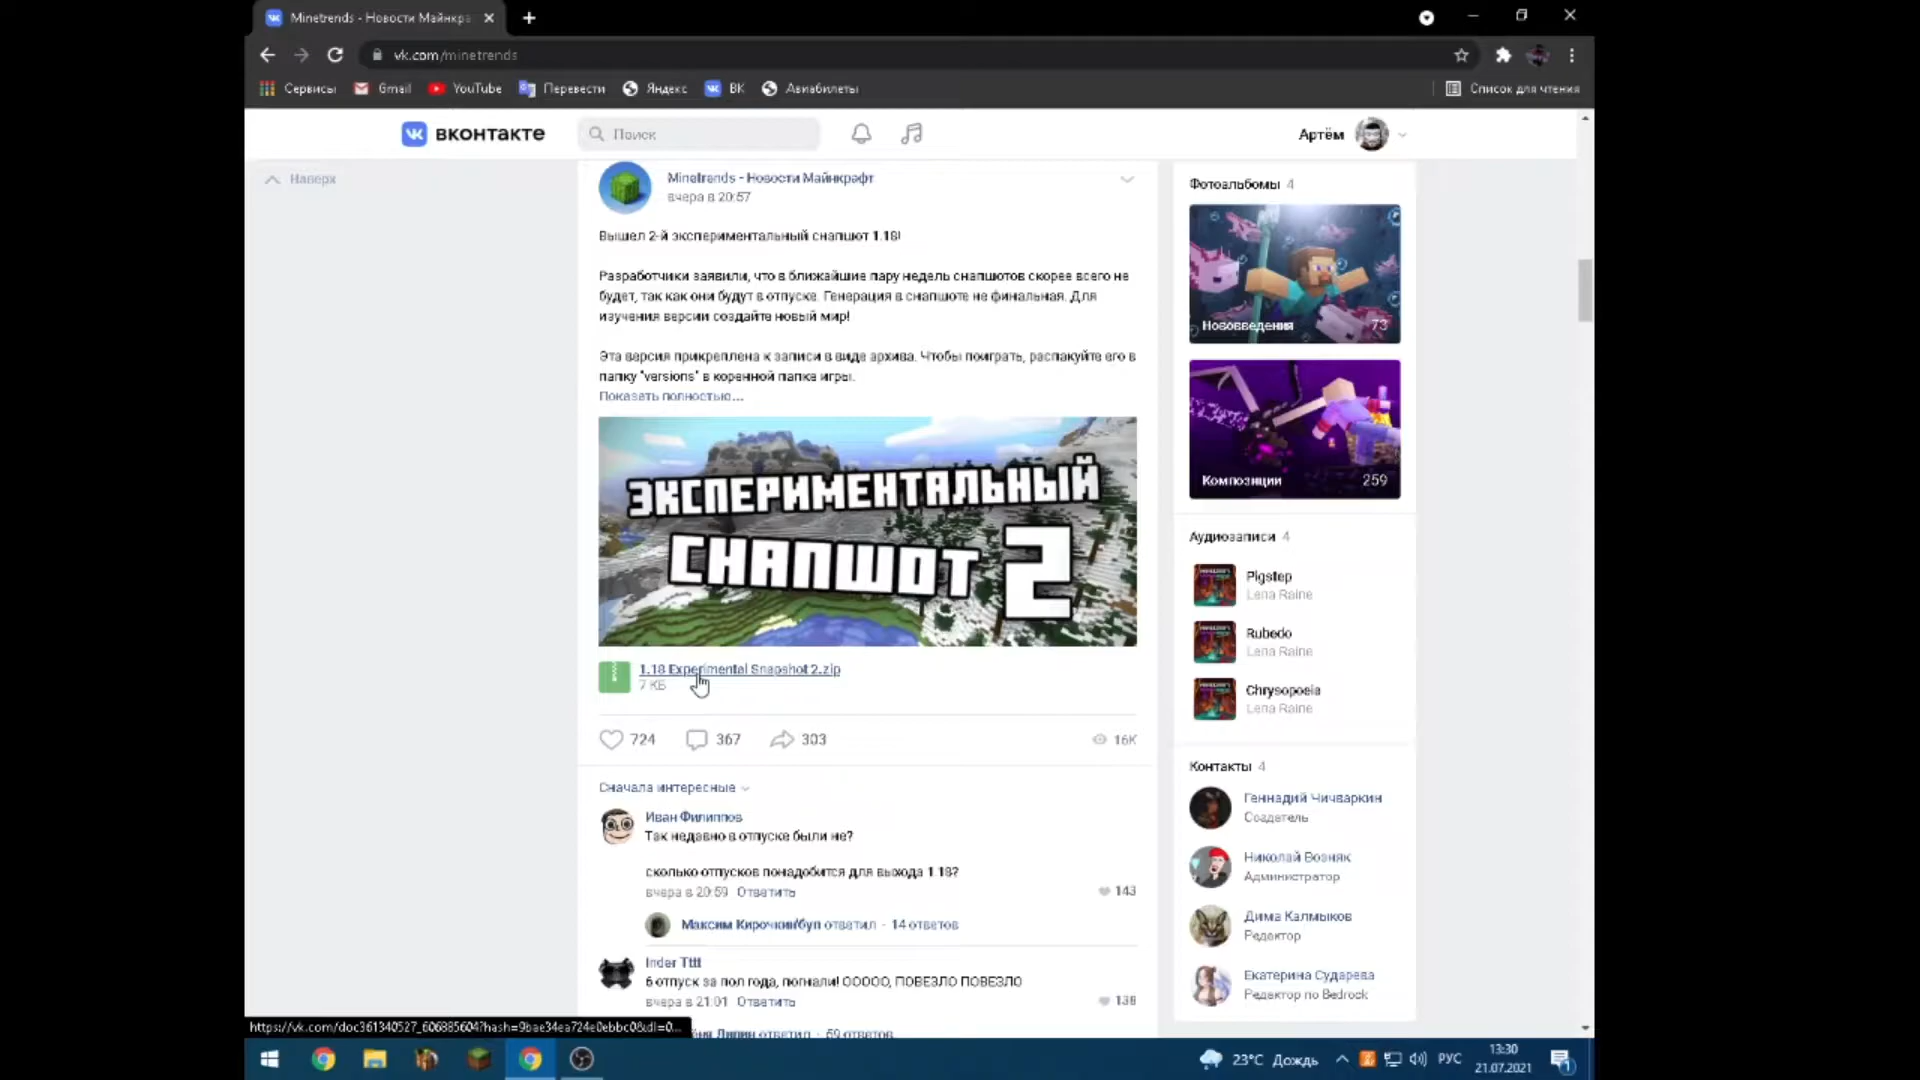 Minetrends - Новости Майнкра
vk.com/minetrends
Сервисы
Gmail
YouTube
Перевести
Яндекс
ВК
Авиабилеты
Список для чтения
вконтакте
Поиск
Артём
Наверх
Minetrends - Новости Майнкрафт
вчера в 20:57
Вышел 2-й экспериментальный снапшот 1.18!
Разработчики заявили, что в ближайшие пару недель снапшотов скорее всего не
будет, так как они будут в отпуске. Генерация в снапшоте не финальная. Для
изучения версии создайте новый мир!
Эта версия прикреплена к записи в виде архива. Чтобы поиграть, распакуйте его в
папку "versions" в коренной папке игры.
Показать полностью...
ЭКСПЕРИМЕНТАЛЬНЫЙ
СНАПШОТ 2
1.18 Experimental Snapshot 2.zip
7 КБ
724
367
303
16K
Сначала интересные
Иван Филиппов
Так недавно в отпуске были не?
сколько отпусков понадобится для выхода 1.18?
вчера в 20:59 Ответить
143
ответил - 14 ответов
Inder Tttt
6 отпуск за пол года, погнали! ООООО, ПОВЕЗЛО ПОВЕЗЛО
вчера в 21:01 Ответить
138
ответил · 59 ответов
Фотоальбомы 4
Нововведения 73
Композиции 259
Аудиозаписи 4
Pigstep
Lena Raine
Rubedo
Lena Raine
Chrysopoeia
Lena Raine
Контакты 4
Геннадий Чичваркин
Создатель
Николай Возняк
Администратор
Дима Калмыков
Редактор
Екатерина Сударева
Редактор по Bedrock
https://vk.com/doc361340527_606885604?hash=9bae34ea724e0ebbc0&dl=0...
23°C Дождь
РУС
13:30
21.07.2021
1